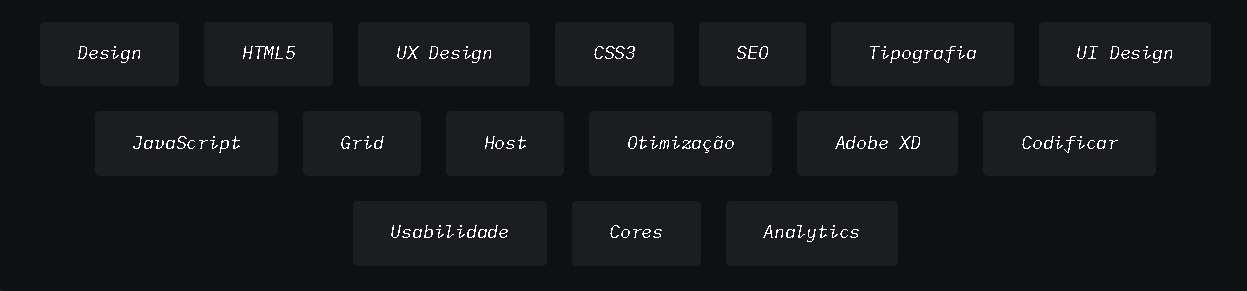 Design HTML5 UX Design CSS3 SEO Tipografia UI Design
JavaScript Grid Host Otimização Adobe XD Codificar
Usabilidade Cores Analytics